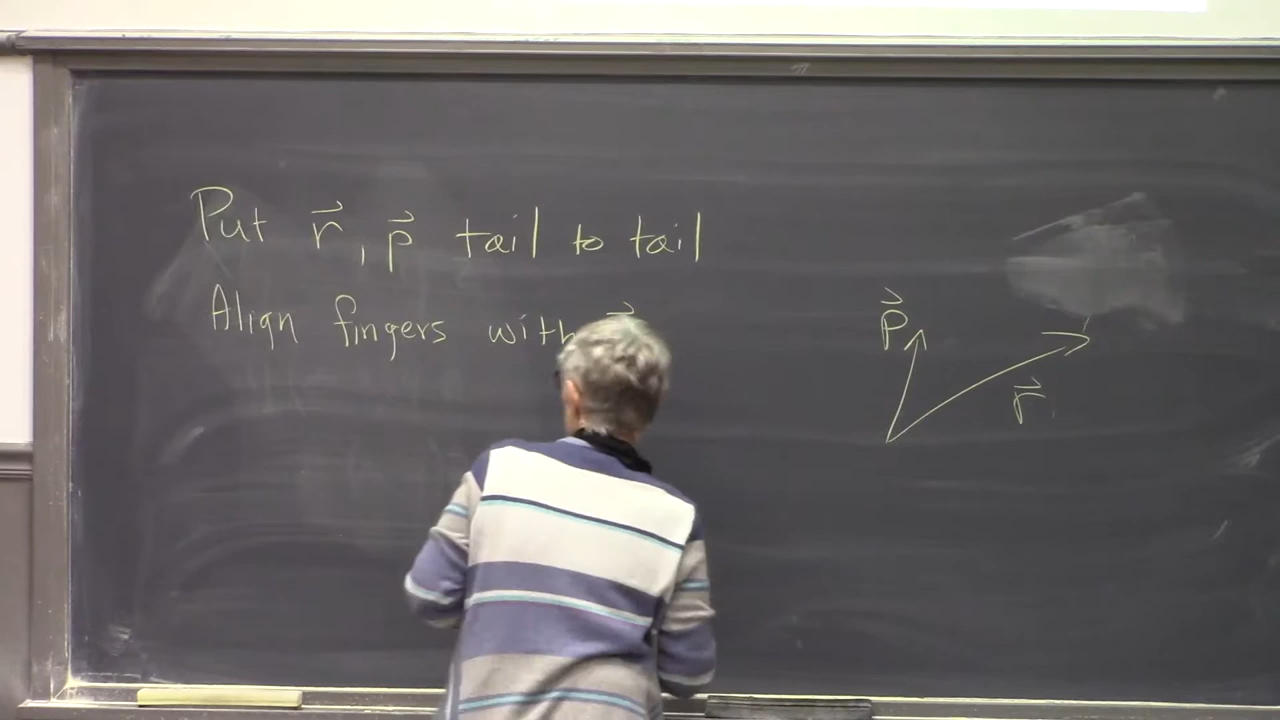 Put r⃗, p⃗ tail to tail
Align fingers with
p⃗
r⃗